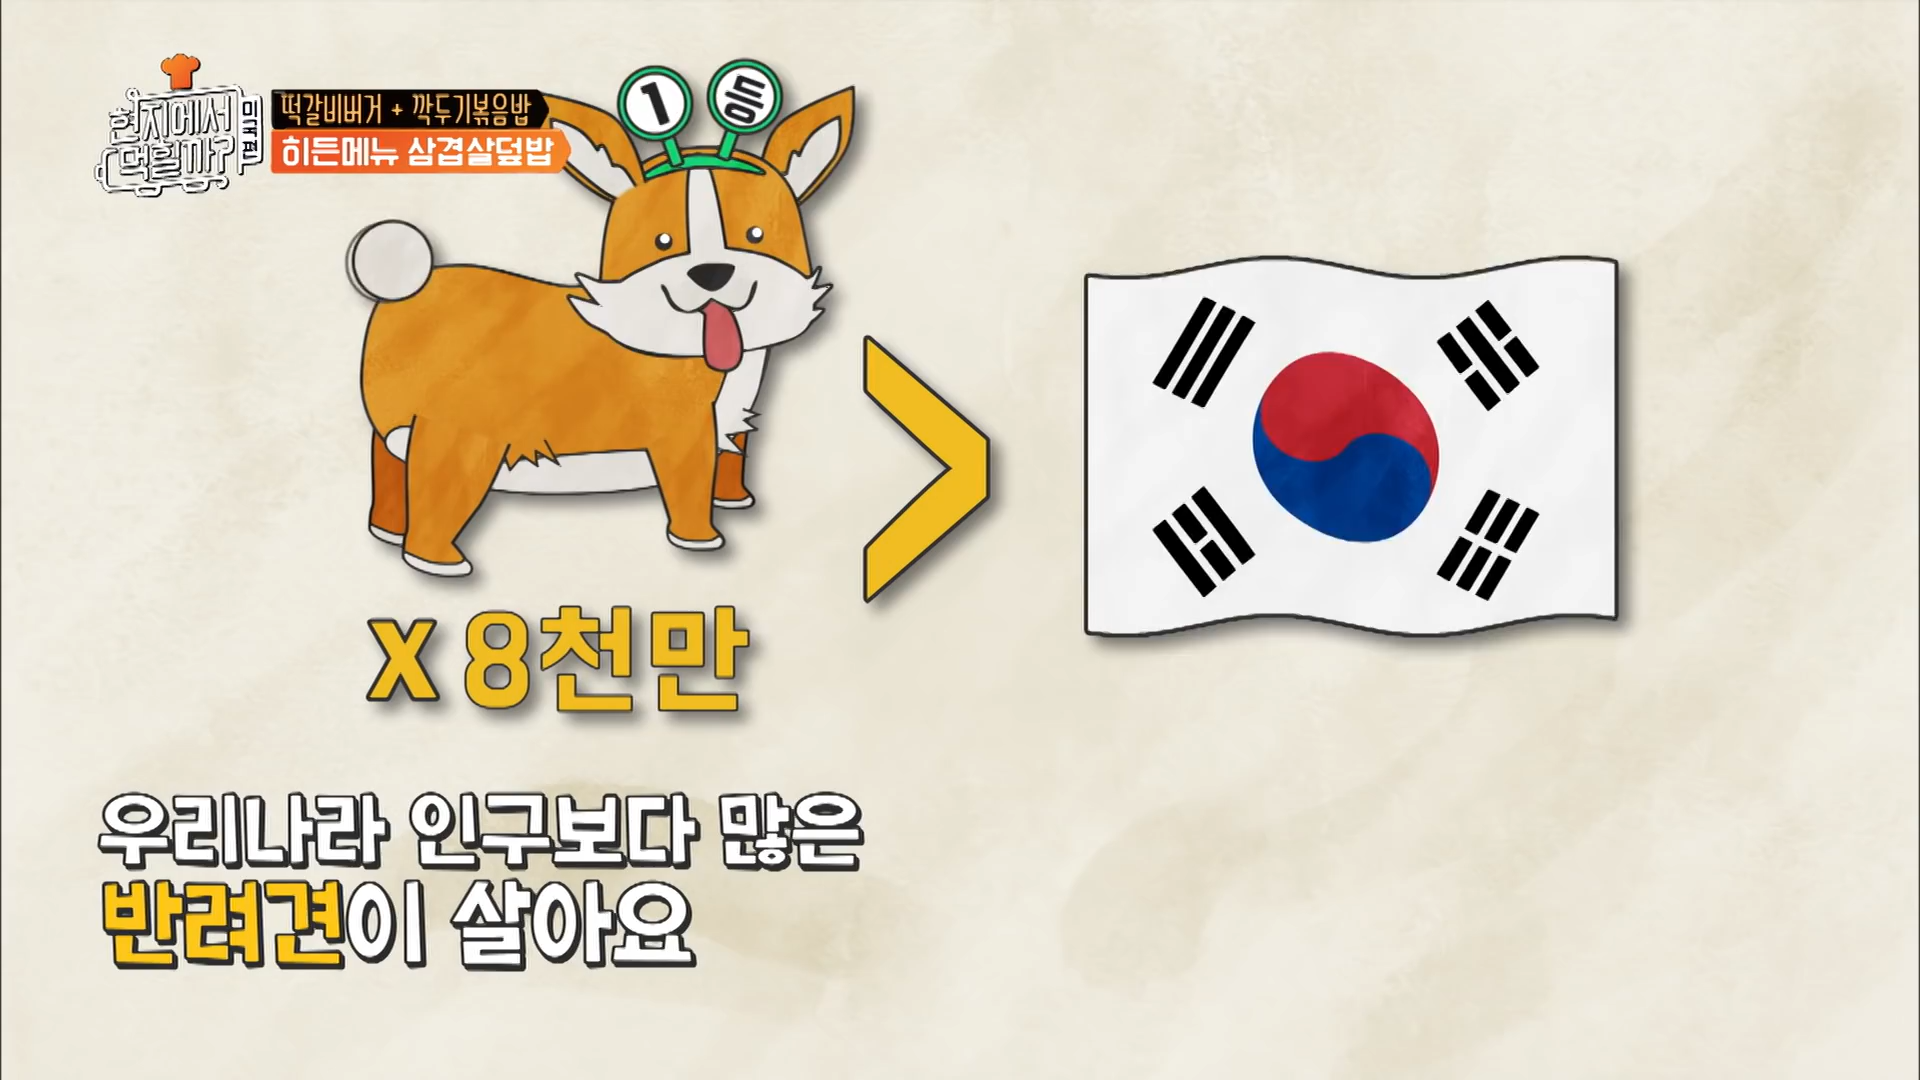 현지에서
먹힐까?
미국편
떡갈비버거 + 깍두기볶음밥
히든메뉴 삼겹살덮밥
1등
x 8천만
우리나라 인구보다 많은
반려견이 살아요